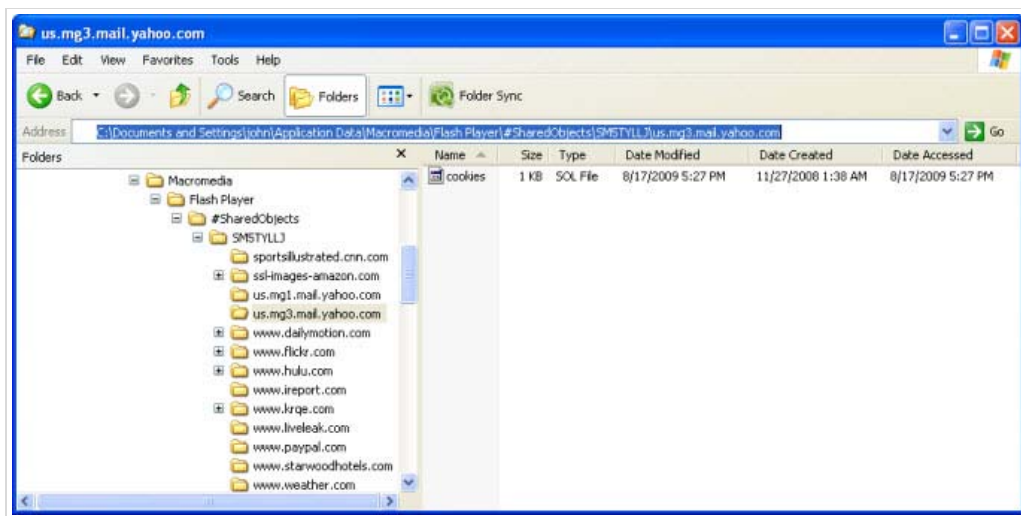 us.mg3.mail.yahoo.com
File Edit View Favorites Tools Help
Back Search Folders Folder Sync
Address C:\Documents and Settings\john\Application Data\Macromedia\Flash Player\#SharedObjects\SM5TYLLJ\us.mg3.mail.yahoo.com Go
Folders Name Size Type Date Modified Date Created Date Accessed
cookies 1 KB SOL File 8/17/2009 5:27 PM 11/27/2008 1:38 AM 8/17/2009 5:27 PM
Macromedia
Flash Player
#SharedObjects
SM5TYLLJ
sportsillustrated.cnn.com
ssl-images-amazon.com
us.mg1.mail.yahoo.com
us.mg3.mail.yahoo.com
www.dailymotion.com
www.flickr.com
www.hulu.com
www.ireport.com
www.krqe.com
www.liveleak.com
www.paypal.com
www.starwoodhotels.com
www.weather.com